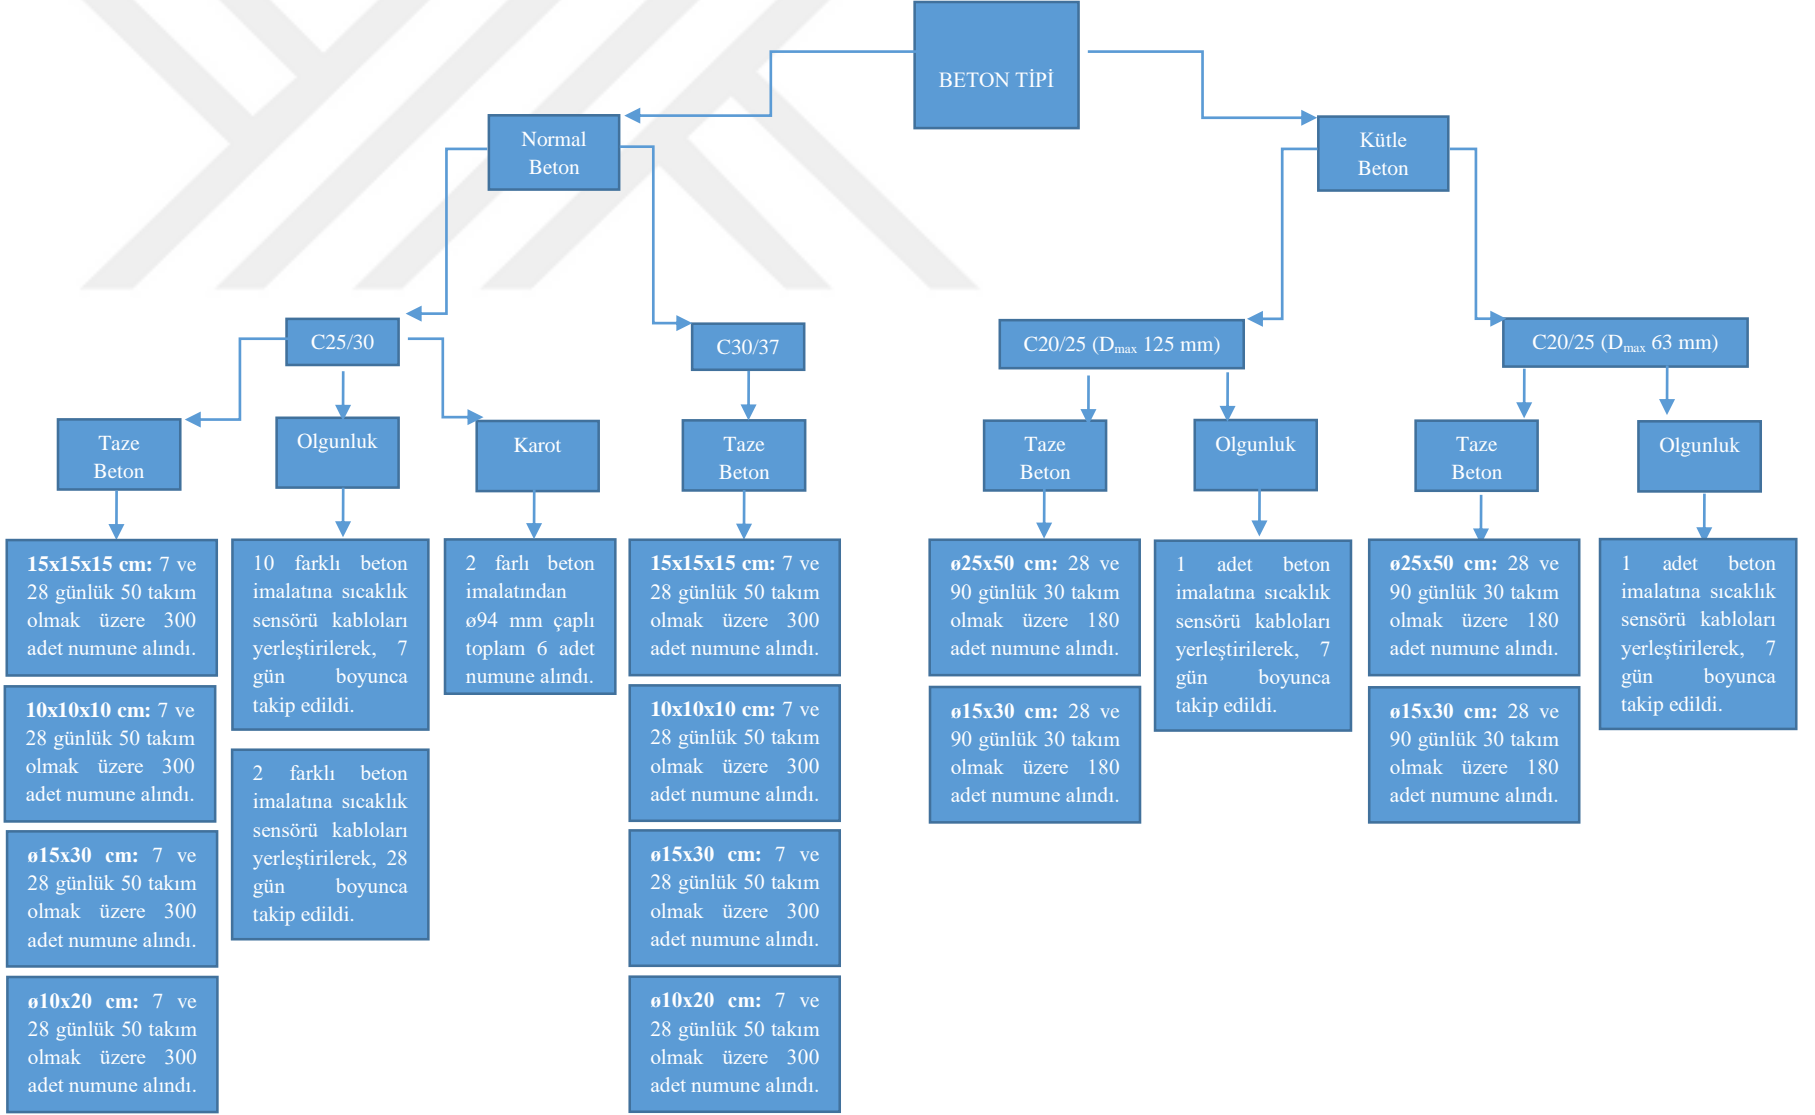 BETON TİPİ
Normal
Beton
Kütle
Beton
C25/30
C30/37
C20/25 (Dmax 125 mm)
C20/25 (Dmax 63 mm)
Taze
Beton
Olgunluk
Karot
Taze
Beton
Taze
Beton
Olgunluk
Taze
Beton
Olgunluk
15x15x15 cm: 7 ve
28 günlük 50 takım
olmak üzere 300
adet numune alındı.
10x10x10 cm: 7 ve
28 günlük 50 takım
olmak üzere 300
adet numune alındı.
ø15x30 cm: 7 ve
28 günlük 50 takım
olmak üzere 300
adet numune alındı.
ø10x20 cm: 7 ve
28 günlük 50 takım
olmak üzere 300
adet numune alındı.
10 farklı beton
imalatına sıcaklık
sensörü kabloları
yerleştirilerek, 7
gün boyunca
takip edildi.
2 farklı beton
imalatına sıcaklık
sensörü kabloları
yerleştirilerek, 28
gün boyunca
takip edildi.
2 farlı beton
imalatından
ø94 mm çaplı
toplam 6 adet
numune alındı.
15x15x15 cm: 7 ve
28 günlük 50 takım
olmak üzere 300
adet numune alındı.
10x10x10 cm: 7 ve
28 günlük 50 takım
olmak üzere 300
adet numune alındı.
ø15x30 cm: 7 ve
28 günlük 50 takım
olmak üzere 300
adet numune alındı.
ø10x20 cm: 7 ve
28 günlük 50 takım
olmak üzere 300
adet numune alındı.
ø25x50 cm: 28 ve
90 günlük 30 takım
olmak üzere 180
adet numune alındı.
ø15x30 cm: 28 ve
90 günlük 30 takım
olmak üzere 180
adet numune alındı.
1 adet beton
imalatına sıcaklık
sensörü kabloları
yerleştirilerek, 7
gün boyunca
takip edildi.
ø25x50 cm: 28 ve
90 günlük 30 takım
olmak üzere 180
adet numune alındı.
ø15x30 cm: 28 ve
90 günlük 30 takım
olmak üzere 180
adet numune alındı.
1 adet beton
imalatına sıcaklık
sensörü kabloları
yerleştirilerek, 7
gün boyunca
takip edildi.